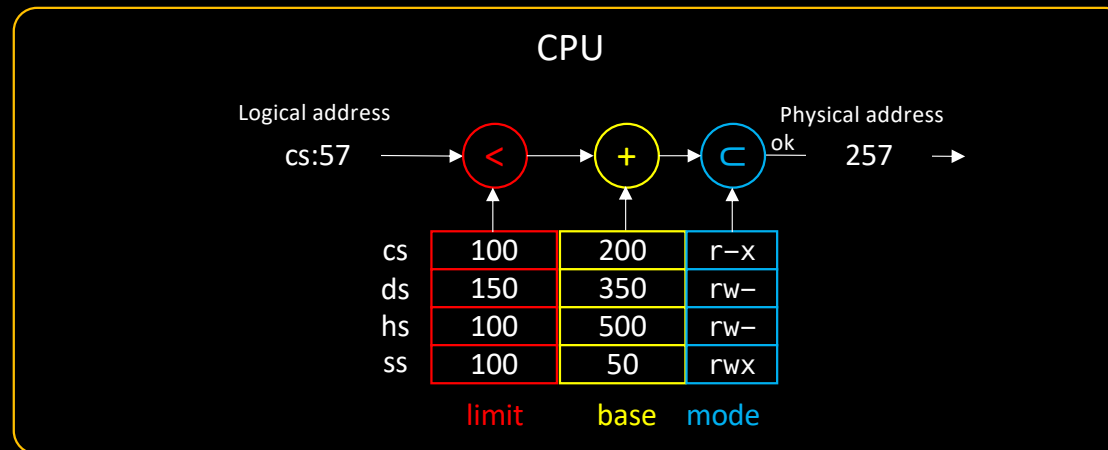 CPU
Logical address
Physical address
cs:57
<
+
⊂
ok
257
cs 100 200 r-x
ds 150 350 rw-
hs 100 500 rw-
ss 100 50 rwx
limit base mode